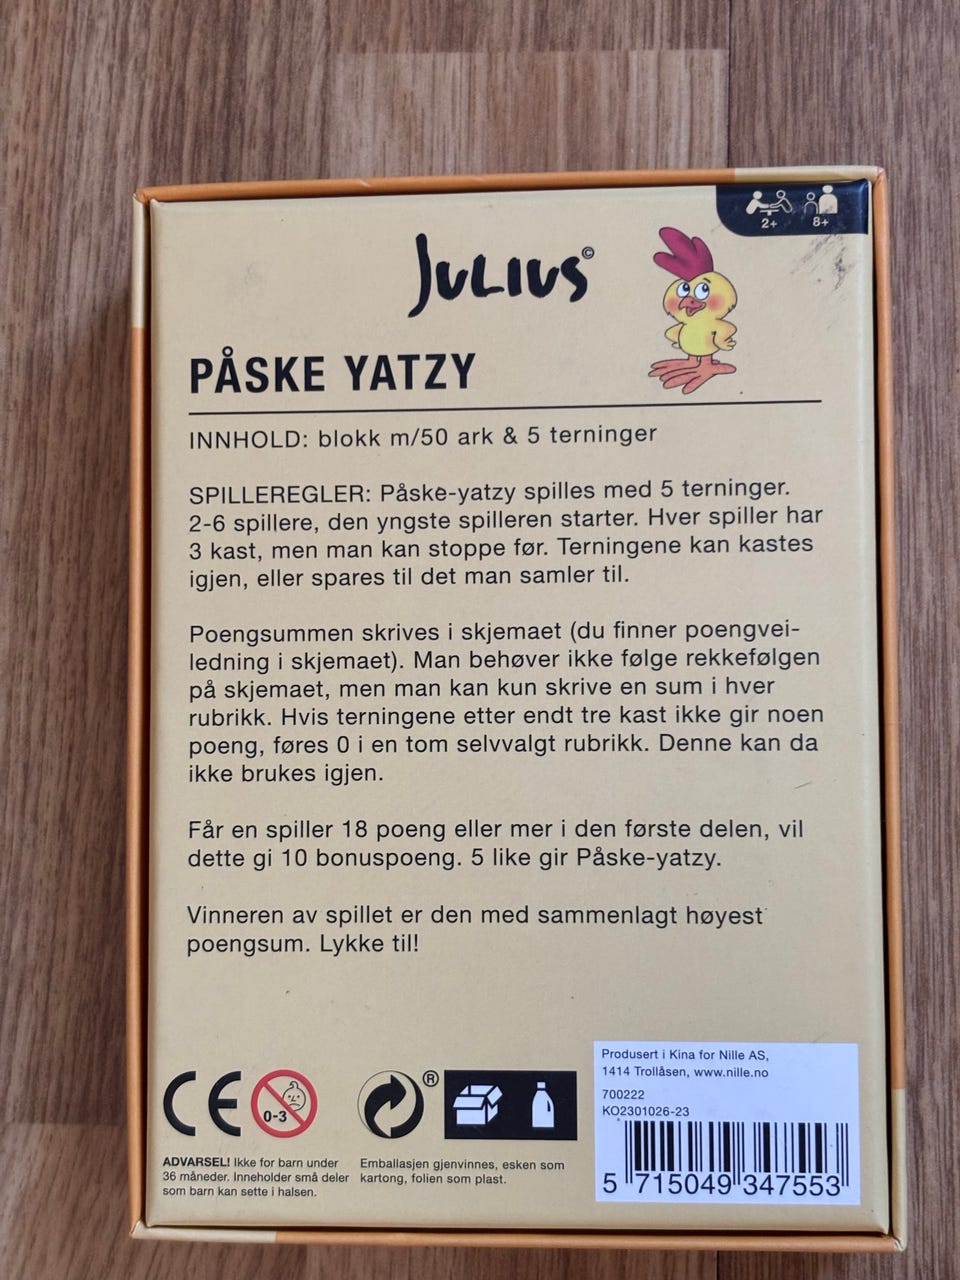 2+ 8+
JULIUS©
PÅSKE YATZY
INNHOLD: blokk m/50 ark & 5 terninger
SPILLEREGLER: Påske-yatzy spilles med 5 terninger.
2-6 spillere, den yngste spilleren starter. Hver spiller har
3 kast, men man kan stoppe før. Terningene kan kastes
igjen, eller spares til det man samler til.
Poengsummen skrives i skjemaet (du finner poengvei-
ledning i skjemaet). Man behøver ikke følge rekkefølgen
på skjemaet, men man kan kun skrive en sum i hver
rubrikk. Hvis terningene etter endt tre kast ikke gir noen
poeng, føres 0 i en tom selvvalgt rubrikk. Denne kan da
ikke brukes igjen.
Får en spiller 18 poeng eller mer i den første delen, vil
dette gi 10 bonuspoeng. 5 like gir Påske-yatzy.
Vinneren av spillet er den med sammenlagt høyest
poengsum. Lykke til!
CE 0-3 ®
ADVARSEL! Ikke for barn under
36 måneder. Inneholder små deler
som barn kan sette i halsen.
Emballasjen gjenvinnes, esken som
kartong, folien som plast.
Produsert i Kina for Nille AS,
1414 Trollåsen, www.nille.no
700222
KO2301026-23
5 715049 347553